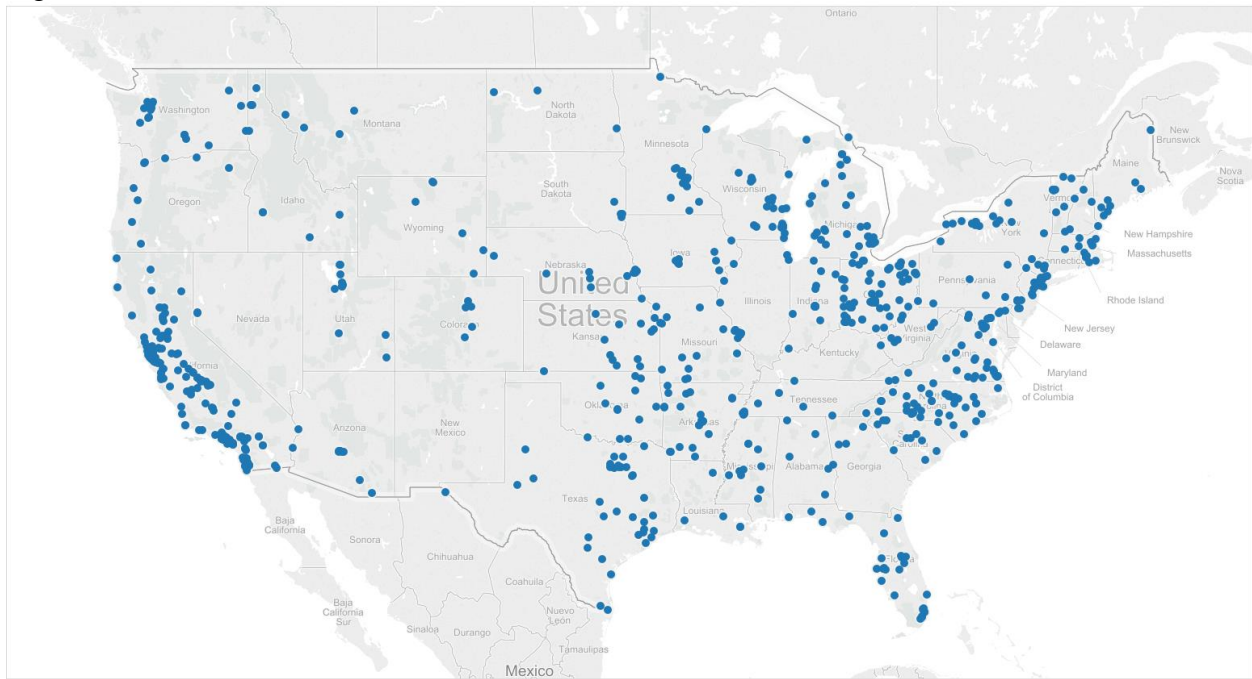 Ontario
Washington
Montana
North
Dakota
Minnesota
New
Brunswick
Maine
Nova
Scotia
South
Dakota
Wisconsin
Oregon
Idaho
Wyoming
Michigan
Vermont
York
New Hampshire
Massachusetts
Nebraska
Iowa
Pennsylvania
Rhode Island
United
States
Nevada
Utah
Colorado
Illinois
Indiana
West
Virginia
New Jersey
Delaware
Maryland
District
of Columbia
Kansas
Missouri
Kentucky
Tennessee
Arizona
New
Mexico
Oklahoma
Arkansas
North
Carolina
South
Carolina
Mississippi
Alabama
Georgia
Texas
Louisiana
Florida
Baja
California
Sonora
Chihuahua
Coahuila
Baja
California
Sur
Sinaloa
Durango
Nuevo
León
Tamaulipas
Mexico